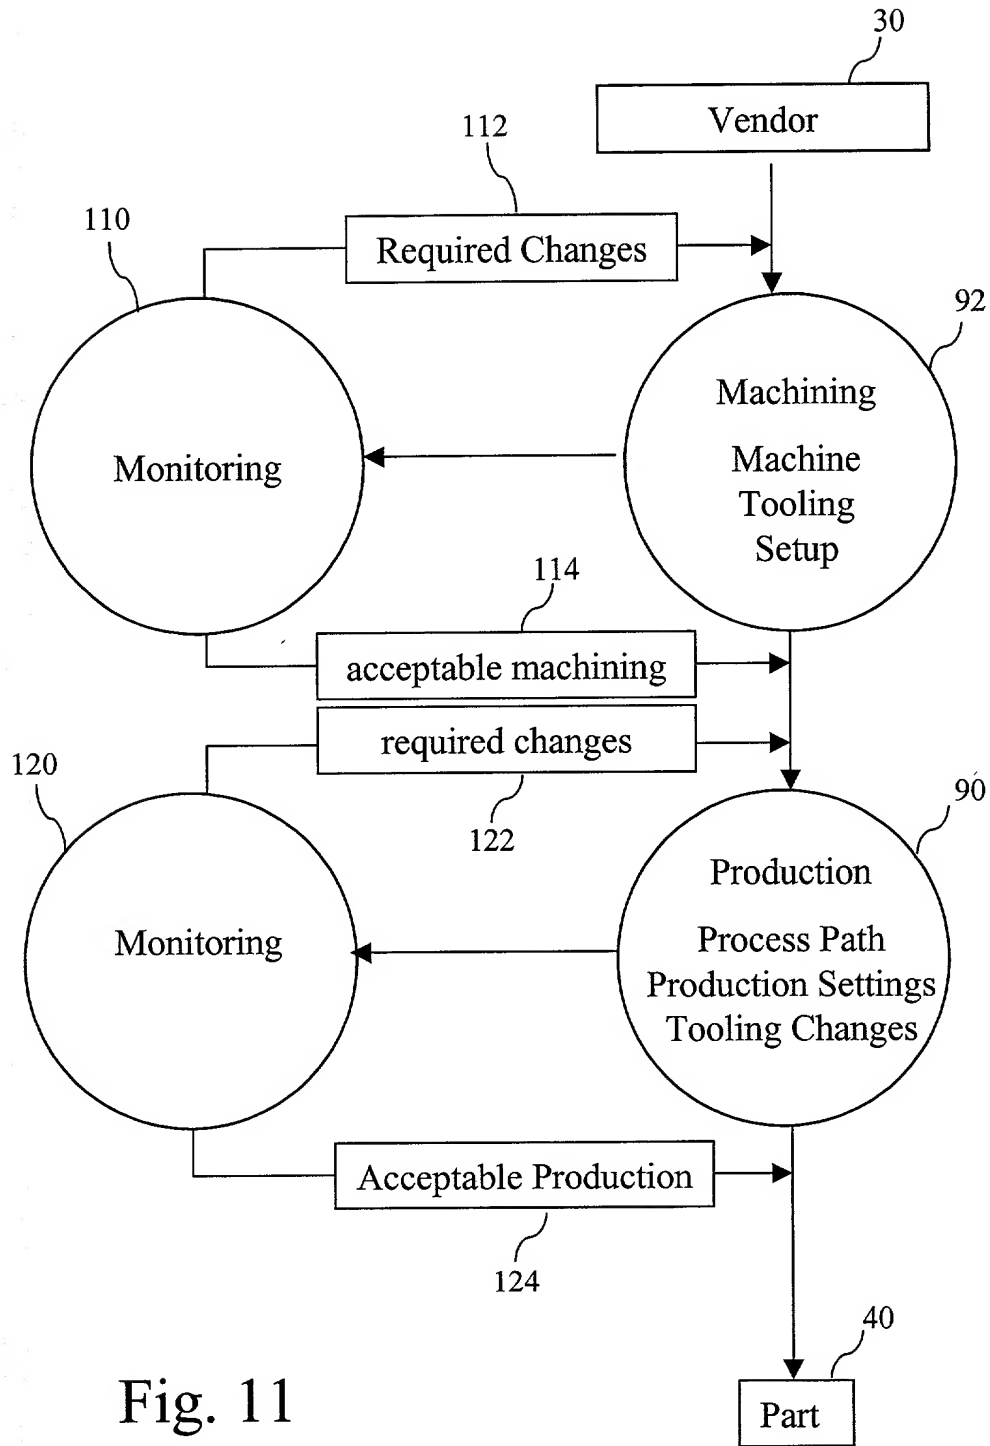 30
Vendor
112
110
Required Changes
92
Machining
Machine
Monitoring
Tooling
Setup
114
acceptable machining
required changes
120
90
122
Production
Monitoring
Process Path
Production Settings
Tooling Changes
Acceptable Production
124
40
Fig. 11
Part